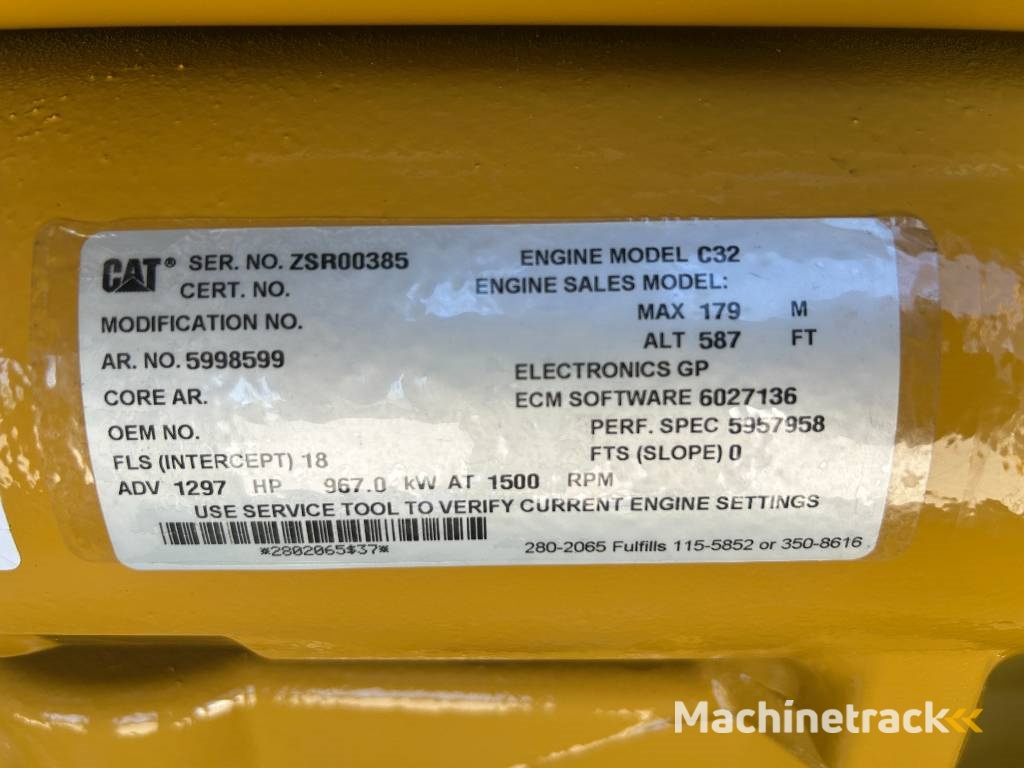 CAT® SER. NO. ZSR00385 ENGINE MODEL C32
CERT. NO. ENGINE SALES MODEL:
MODIFICATION NO. MAX 179 M
ALT 587 FT
AR. NO. 5998599 ELECTRONICS GP
CORE AR. ECM SOFTWARE 6027136
OEM NO. PERF. SPEC 5957958
FLS (INTERCEPT) 18 FTS (SLOPE) 0
ADV 1297 HP 967.0 kW AT 1500 RPM
USE SERVICE TOOL TO VERIFY CURRENT ENGINE SETTINGS
*2802065$37* 280-2065 Fulfills 115-5852 or 350-8616
Machinetrack